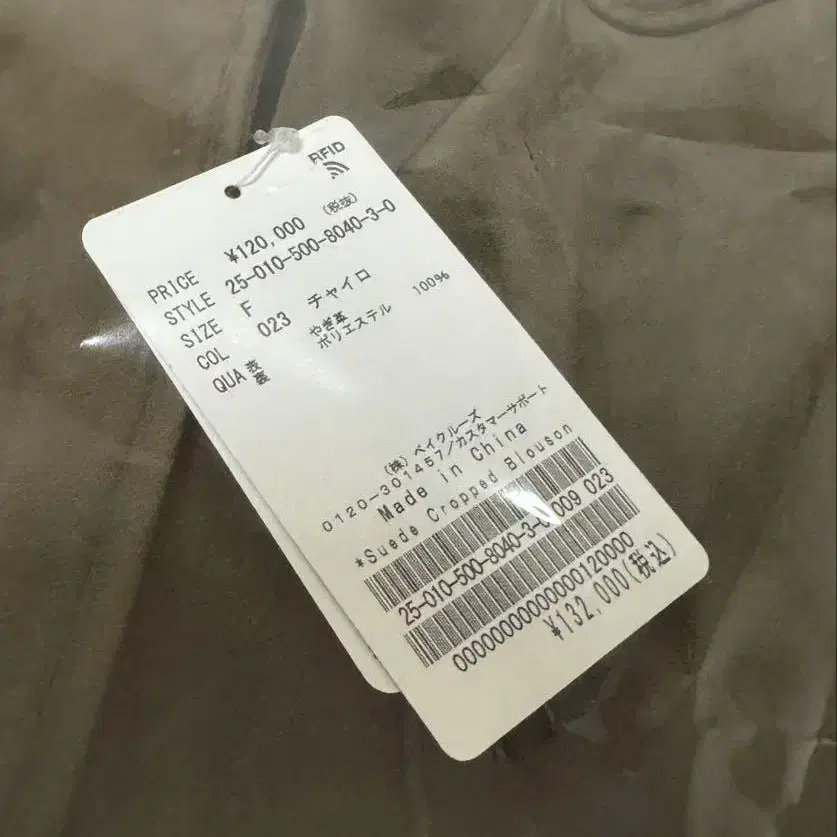 RFID
PRICE ¥120,000 (税抜)
STYLE 25-010-500-8040-3-0
SIZE F
COL 023 チャイロ
QUA 表 やぎ革
裏 ポリエステル 100%
(株) ベイクルーズ
0120-301457/カスタマーサポート
Made in China
*Suede Cropped Blouson
25-010-500-8040-3-0 009 023
0000000000000120000
¥132,000(税込)